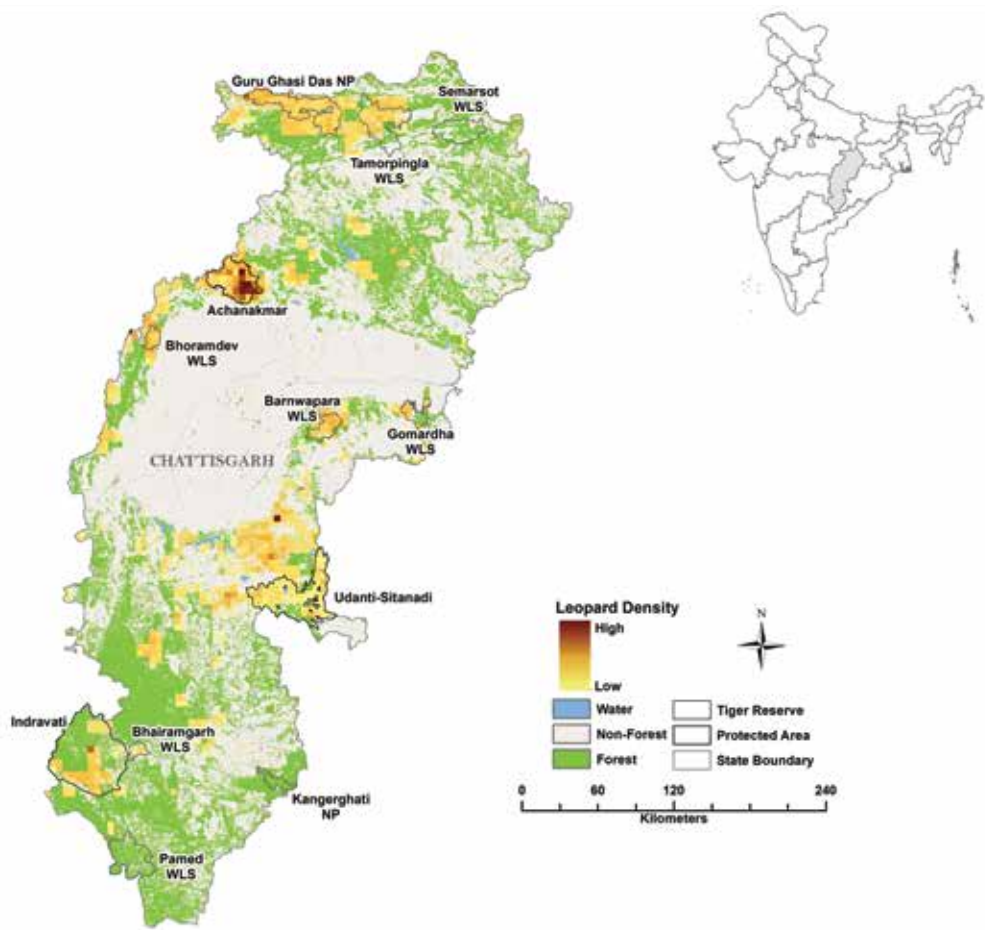 Guru Ghasi Das NP
Semarsot
WLS
Tamorpingla
WLS
Achanakmar
Bhoramdev
WLS
Barnwapara
WLS
Gomardha
WLS
CHATTISGARH
Udanti-Sitanadi
Indravati
Bhairamgarh
WLS
Kangerghati
NP
Pamed
WLS
Leopard Density
High
Low
Water
Non-Forest
Forest
Tiger Reserve
Protected Area
State Boundary
N
0 60 120 240
Kilometers